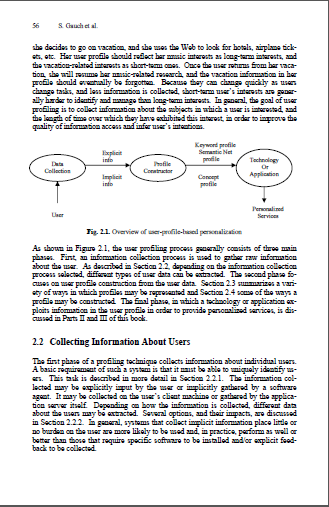 56 S. Gauch et al.
she decides to go on vacation, and she uses the Web to look for hotels, airplane tick-
ets, etc. Her user profile should reflect her music interests as long-term interests, and
the vacation-related interests as short-term ones. Once the user returns from her vaca-
tion, she will resume her music-related research, and the vacation information in her
profile should eventually be forgotten. Because they can change quickly as users
change tasks, and less information is collected, short-term user's interests are gener-
ally harder to identify and manage than long-term interests. In general, the goal of user
profiling is to collect information about the subjects in which a user is interested, and
the length of time over which they have exhibited this interest, in order to improve the
quality of information access and infer user's intentions.
Data
Collection
User
Explicit
info
Implicit
info
Profile
Constructor
Keyword profile
Semantic Net
profile
Concept
profile
Technology
Or
Application
Personalized
Services
Fig. 2.1. Overview of user-profile-based personalization
As shown in Figure 2.1, the user profiling process generally consists of three main
phases. First, an information collection process is used to gather raw information
about the user. As described in Section 2.2, depending on the information collection
process selected, different types of user data can be extracted. The second phase fo-
cuses on user profile construction from the user data. Section 2.3 summarizes a vari-
ety of ways in which profiles may be represented and Section 2.4 some of the ways a
profile may be constructed. The final phase, in which a technology or application ex-
ploits information in the user profile in order to provide personalized services, is dis-
cussed in Parts II and III of this book.
2.2 Collecting Information About Users
The first phase of a profiling technique collects information about individual users.
A basic requirement of such a system is that it must be able to uniquely identify us-
ers. This task is described in more detail in Section 2.2.1. The information col-
lected may be explicitly input by the user or implicitly gathered by a software
agent. It may be collected on the user's client machine or gathered by the applica-
tion server itself. Depending on how the information is collected, different data
about the users may be extracted. Several options, and their impacts, are discussed
in Section 2.2.2. In general, systems that collect implicit information place little or
no burden on the user are more likely to be used and, in practice, perform as well or
better than those that require specific software to be installed and/or explicit feed-
back to be collected.